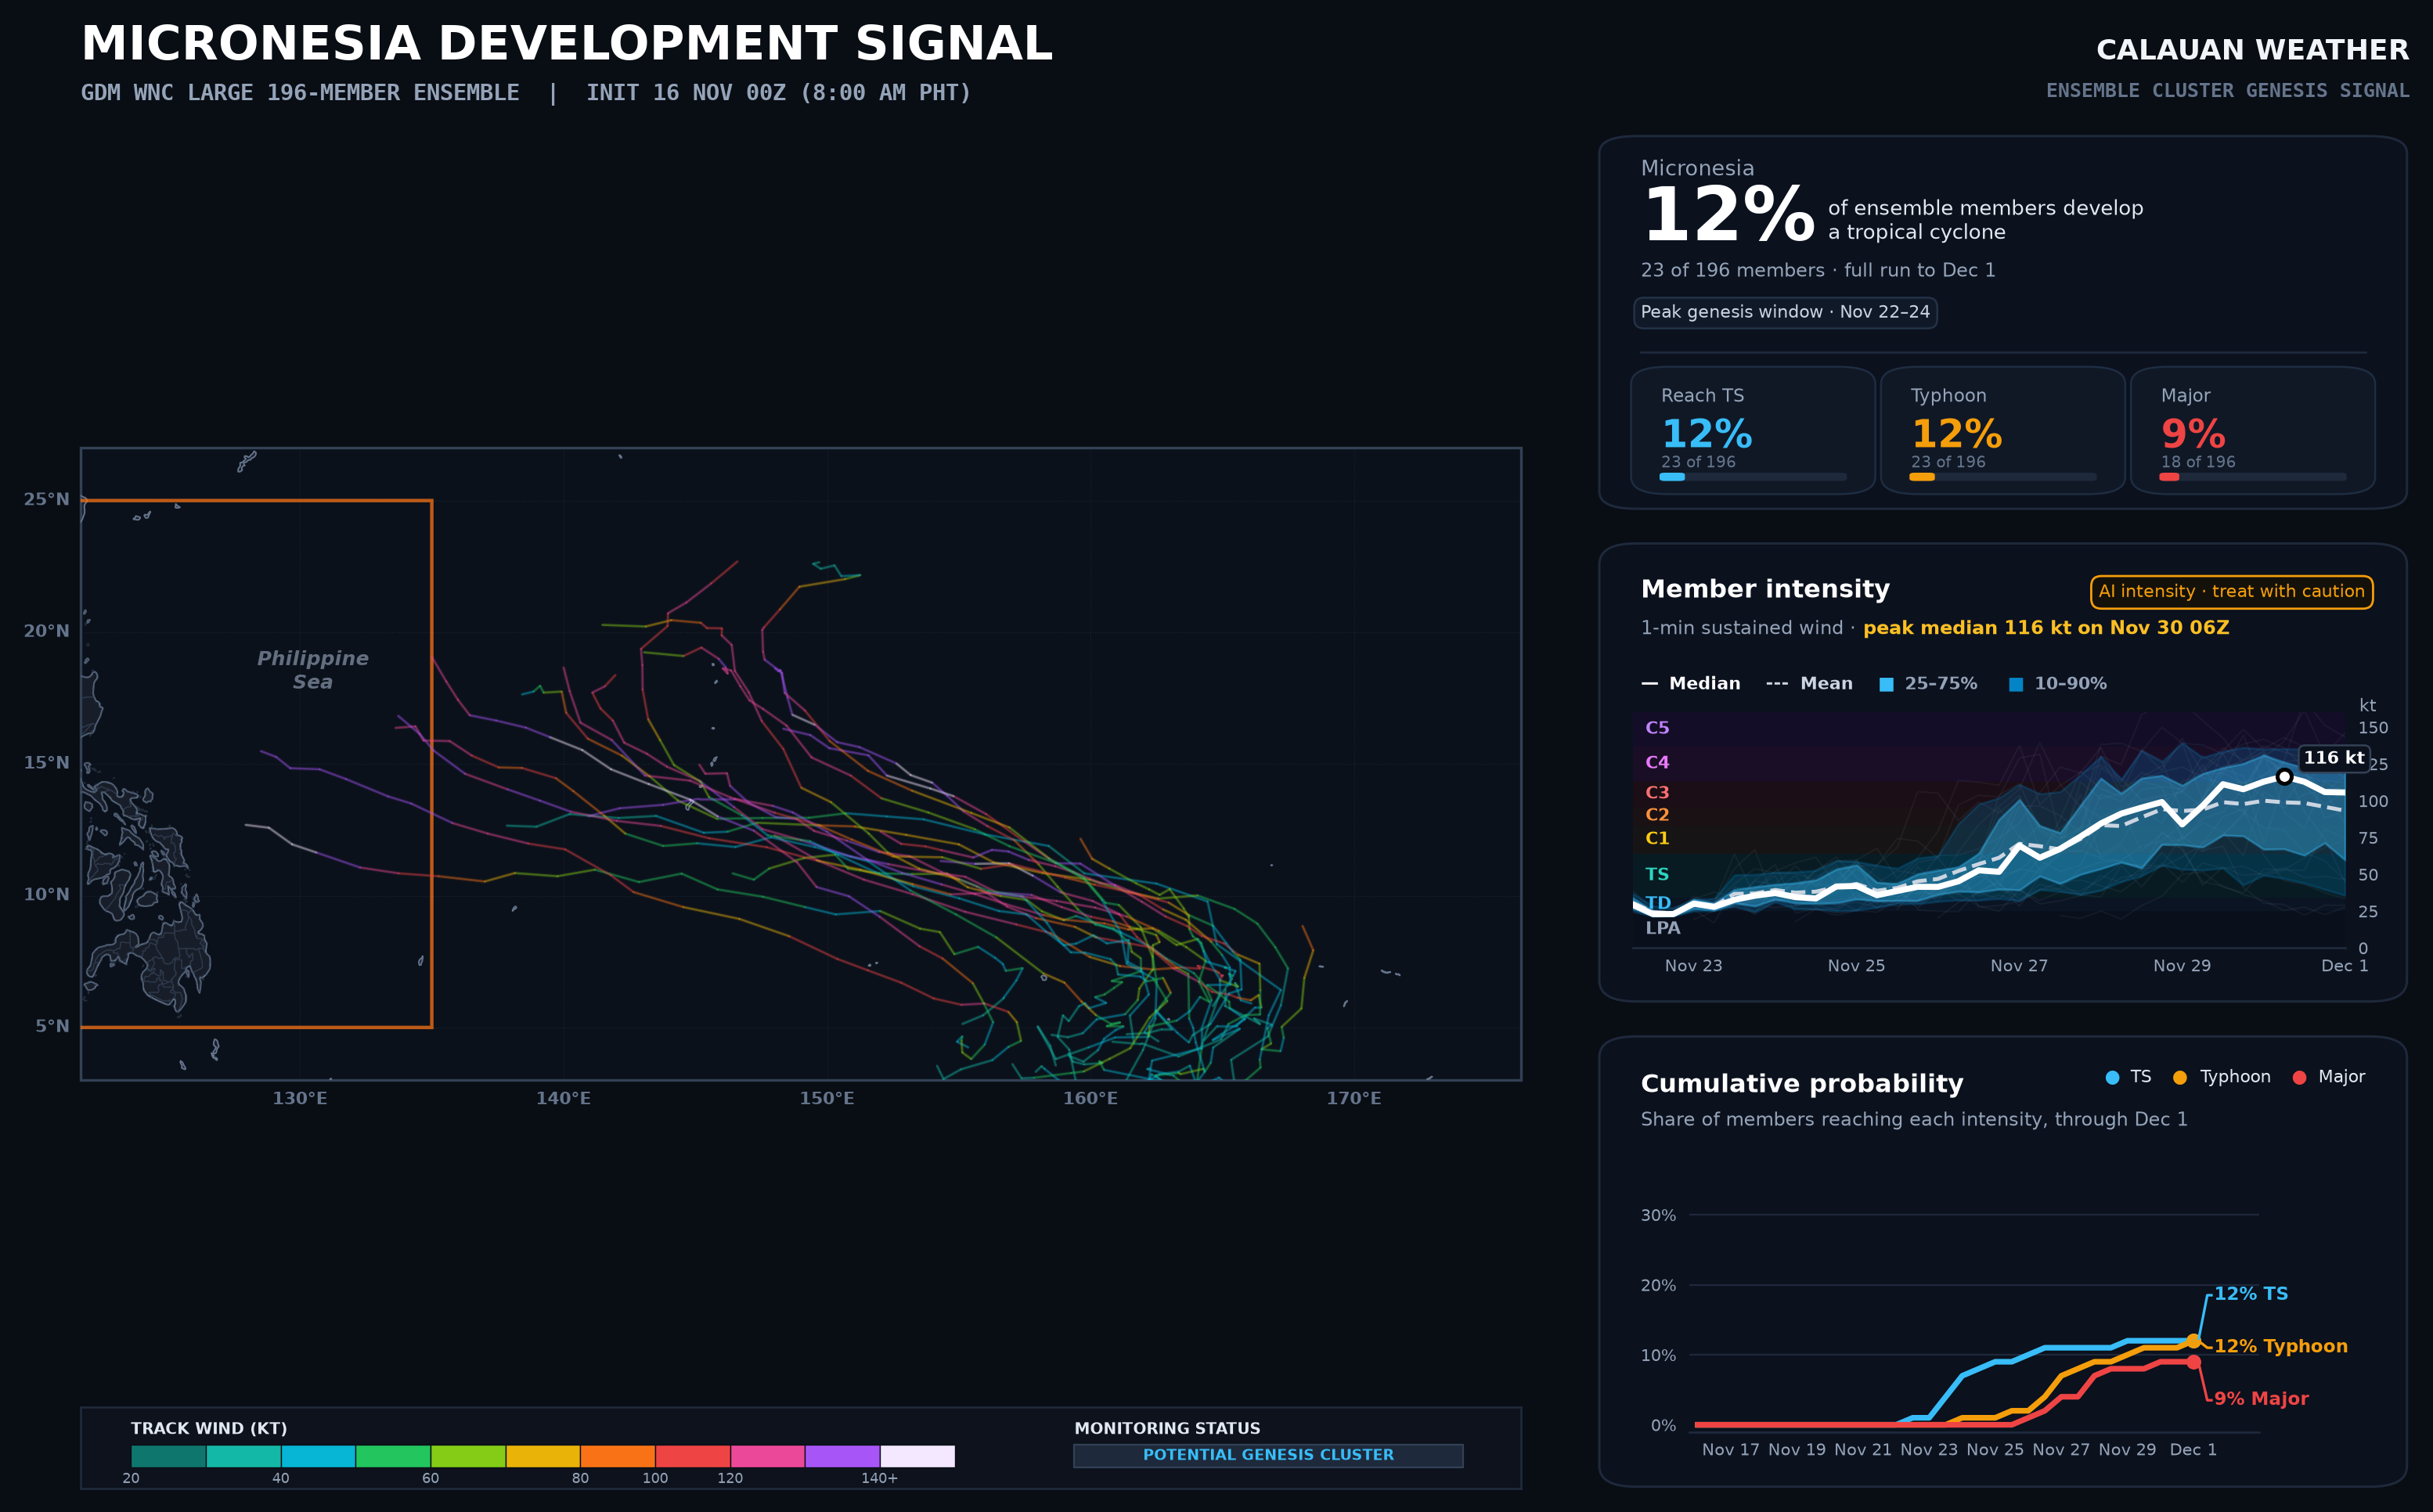 MICRONESIA DEVELOPMENT SIGNAL
GDM WNC LARGE 196-MEMBER ENSEMBLE | INIT 16 NOV 00Z (8:00 AM PHT)
CALAUAN WEATHER
ENSEMBLE CLUSTER GENESIS SIGNAL
25°N
20°N
15°N
10°N
5°N
Philippine
Sea
130°E
140°E
150°E
160°E
170°E
TRACK WIND (KT)
20
40
60
80
100
120
140+
MONITORING STATUS
POTENTIAL GENESIS CLUSTER
Micronesia
12%
of ensemble members develop
a tropical cyclone
23 of 196 members · full run to Dec 1
Peak genesis window · Nov 22–24
Reach TS
12%
23 of 196
Typhoon
12%
23 of 196
Major
9%
18 of 196
Member intensity
AI intensity · treat with caution
1-min sustained wind · peak median 116 kt on Nov 30 06Z
Median
Mean
25–75%
10–90%
kt
C5
C4
C3
C2
C1
TS
TD
LPA
116 kt
150
25
100
75
50
25
0
Nov 23
Nov 25
Nov 27
Nov 29
Dec 1
Cumulative probability
TS
Typhoon
Major
Share of members reaching each intensity, through Dec 1
30%
20%
10%
0%
12% TS
12% Typhoon
9% Major
Nov 17
Nov 19
Nov 21
Nov 23
Nov 25
Nov 27
Nov 29
Dec 1